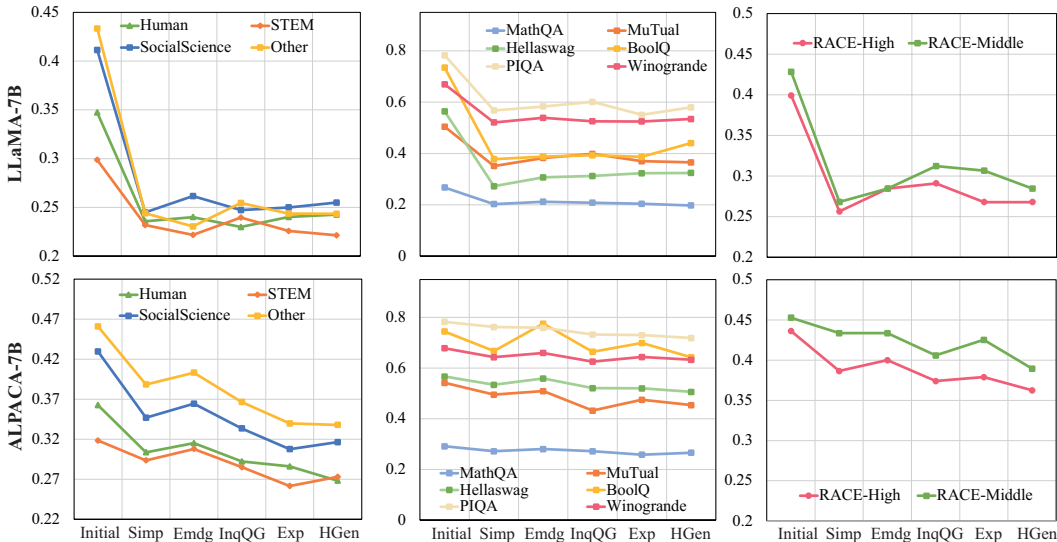 LLaMA-7B
0.45
0.4
0.35
0.3
0.25
0.2
Human
STEM
SocialScience
Other
0.8
0.6
0.4
0.2
0
MathQA
MuTual
Hellaswag
BoolQ
PIQA
Winogrande
0.5
0.45
0.4
0.35
0.3
0.25
0.2
RACE-High
RACE-Middle
ALPACA-7B
0.52
0.47
0.42
0.37
0.32
0.27
0.22
Human
STEM
SocialScience
Other
Initial Simp Emdg InqQG Exp HGen
0.8
0.6
0.4
0.2
0
MathQA
MuTual
Hellaswag
BoolQ
PIQA
Winogrande
Initial Simp Emdg InqQG Exp HGen
0.5
0.45
0.4
0.35
0.3
0.25
0.2
RACE-High
RACE-Middle
Initial Simp Emdg InqQG Exp HGen